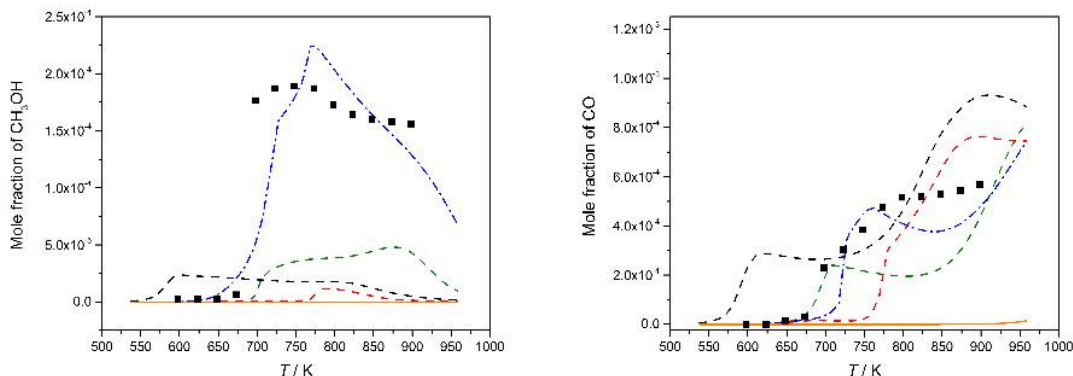 2.5x10⁻⁴
2.0x10⁻⁴
1.5x10⁻⁴
1.0x10⁻⁴
5.0x10⁻⁵
0.0
Mole fraction of CH₃OH
500 550 600 650 700 750 800 850 900 950 1000
T / K
1.2x10⁻³
1.0x10⁻³
8.0x10⁻⁴
6.0x10⁻⁴
4.0x10⁻⁴
2.0x10⁻⁴
0.0
Mole fraction of CO
500 550 600 650 700 750 800 850 900 950 1000
T / K